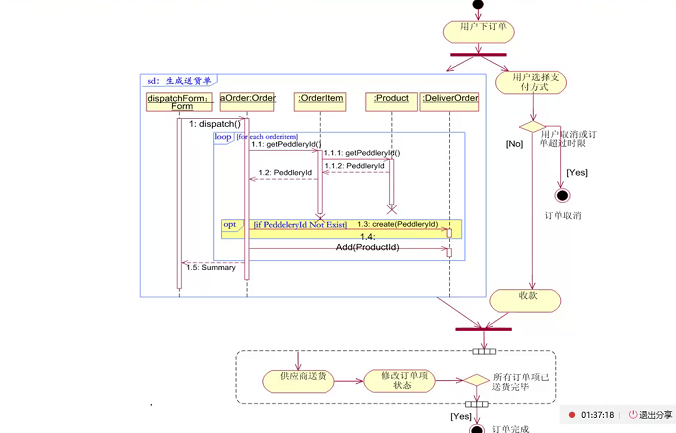 用户下订单
sd：生成送货单
用户选择支
付方式
dispatchForm：
Form
aOrder:Order
:OrderItem
:Product
:DeliverOrder
1: dispatch()
用户取消或订
单超过时限
loop
[for each orderitem]
[No]
1.1: getPeddleryId()
1.1.1: getPeddleryId()
1.1.2: PeddleryId
1.2: PeddleryId
[Yes]
订单取消
opt
[if PeddeleryId Not Exist]
1.3: create(PeddleryId)
1.4:
Add(ProductId)
1.5: Summary
收款
供应商送货
修改订单项
状态
所有订单项已
送货完毕
[Yes]
订单完成
01:37:18
退出分享